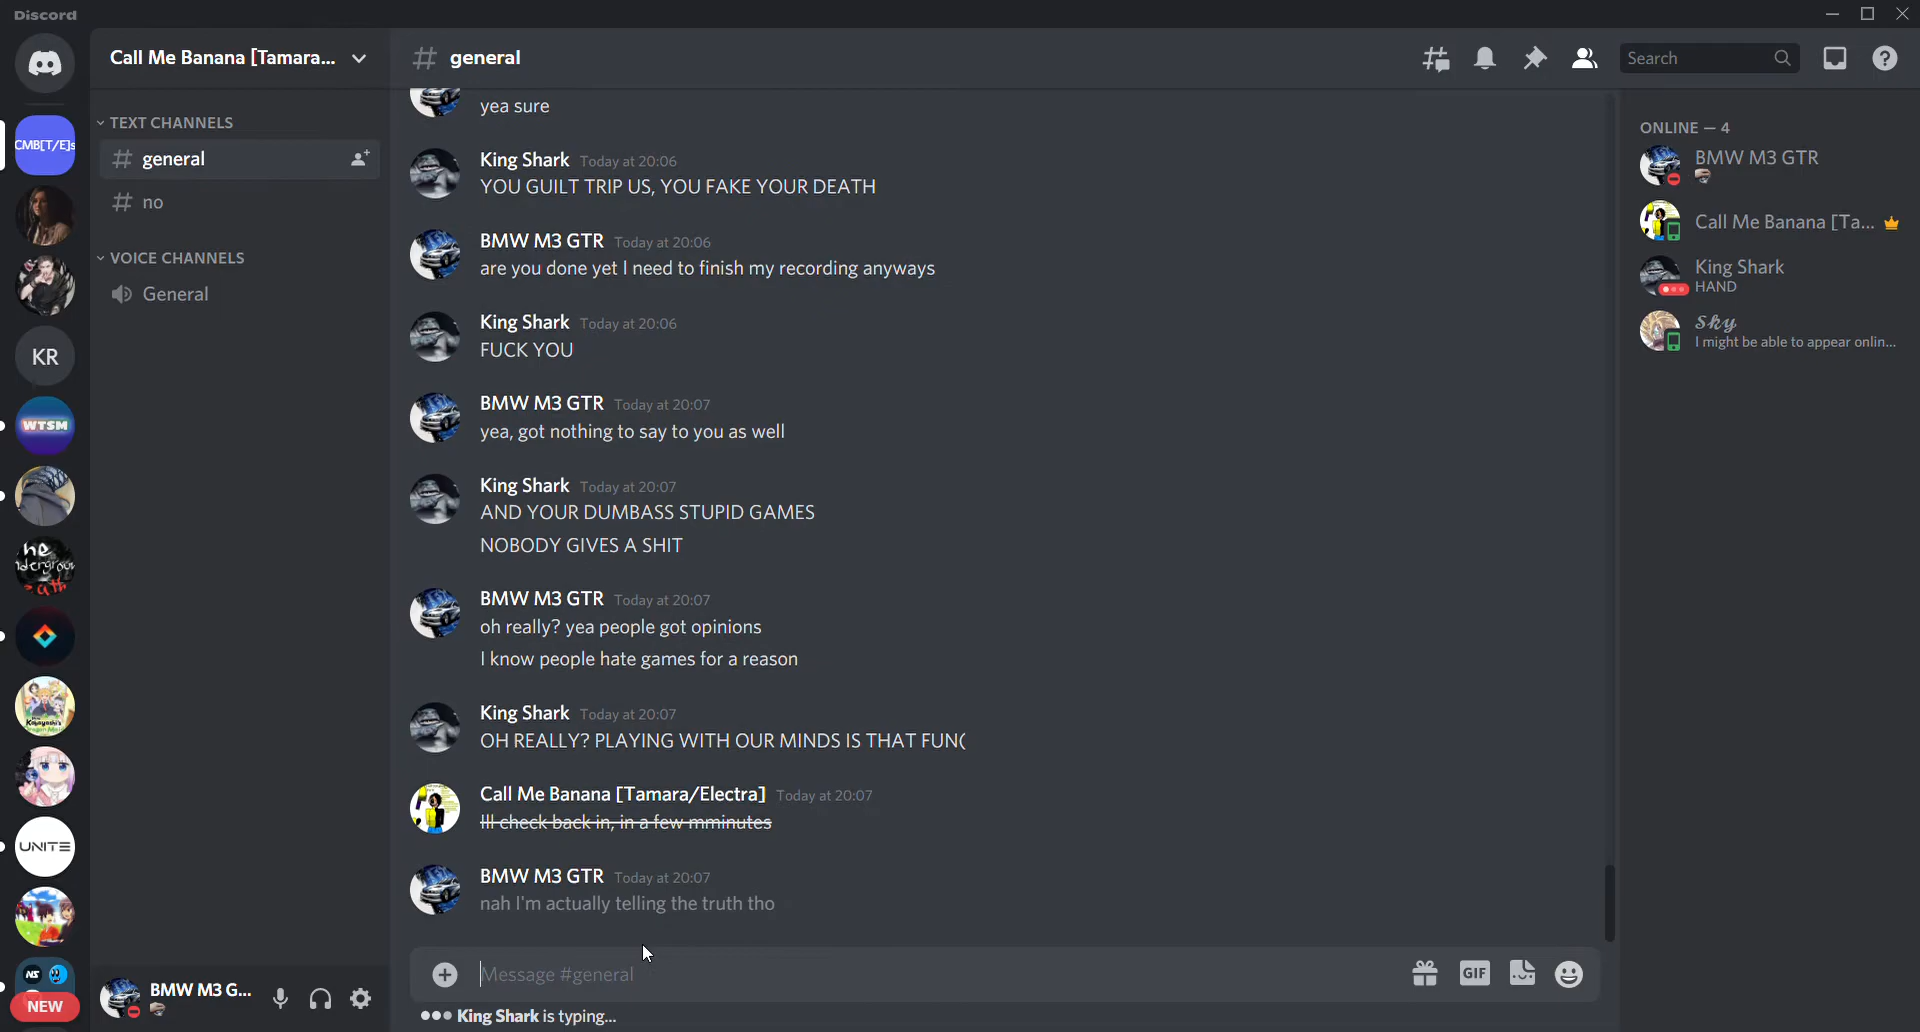 Discord
Call Me Banana [Tamara...
general
Search
TEXT CHANNELS
general
no
VOICE CHANNELS
General
CMB[T/E]s
KR
WTSM
UNITE
NS
NEW
yea sure
King Shark Today at 20:06
YOU GUILT TRIP US, YOU FAKE YOUR DEATH
BMW M3 GTR Today at 20:06
are you done yet I need to finish my recording anyways
King Shark Today at 20:06
FUCK YOU
BMW M3 GTR Today at 20:07
yea, got nothing to say to you as well
King Shark Today at 20:07
AND YOUR DUMBASS STUPID GAMES
NOBODY GIVES A SHIT
BMW M3 GTR Today at 20:07
oh really? yea people got opinions
I know people hate games for a reason
King Shark Today at 20:07
OH REALLY? PLAYING WITH OUR MINDS IS THAT FUN(
Call Me Banana [Tamara/Electra] Today at 20:07
Ill check back in, in a few mminutes
BMW M3 GTR Today at 20:07
nah I'm actually telling the truth tho
Message #general
GIF
King Shark is typing...
BMW M3 G...
ONLINE — 4
BMW M3 GTR
Call Me Banana [Ta...
King Shark
HAND
Sky
I might be able to appear onlin...